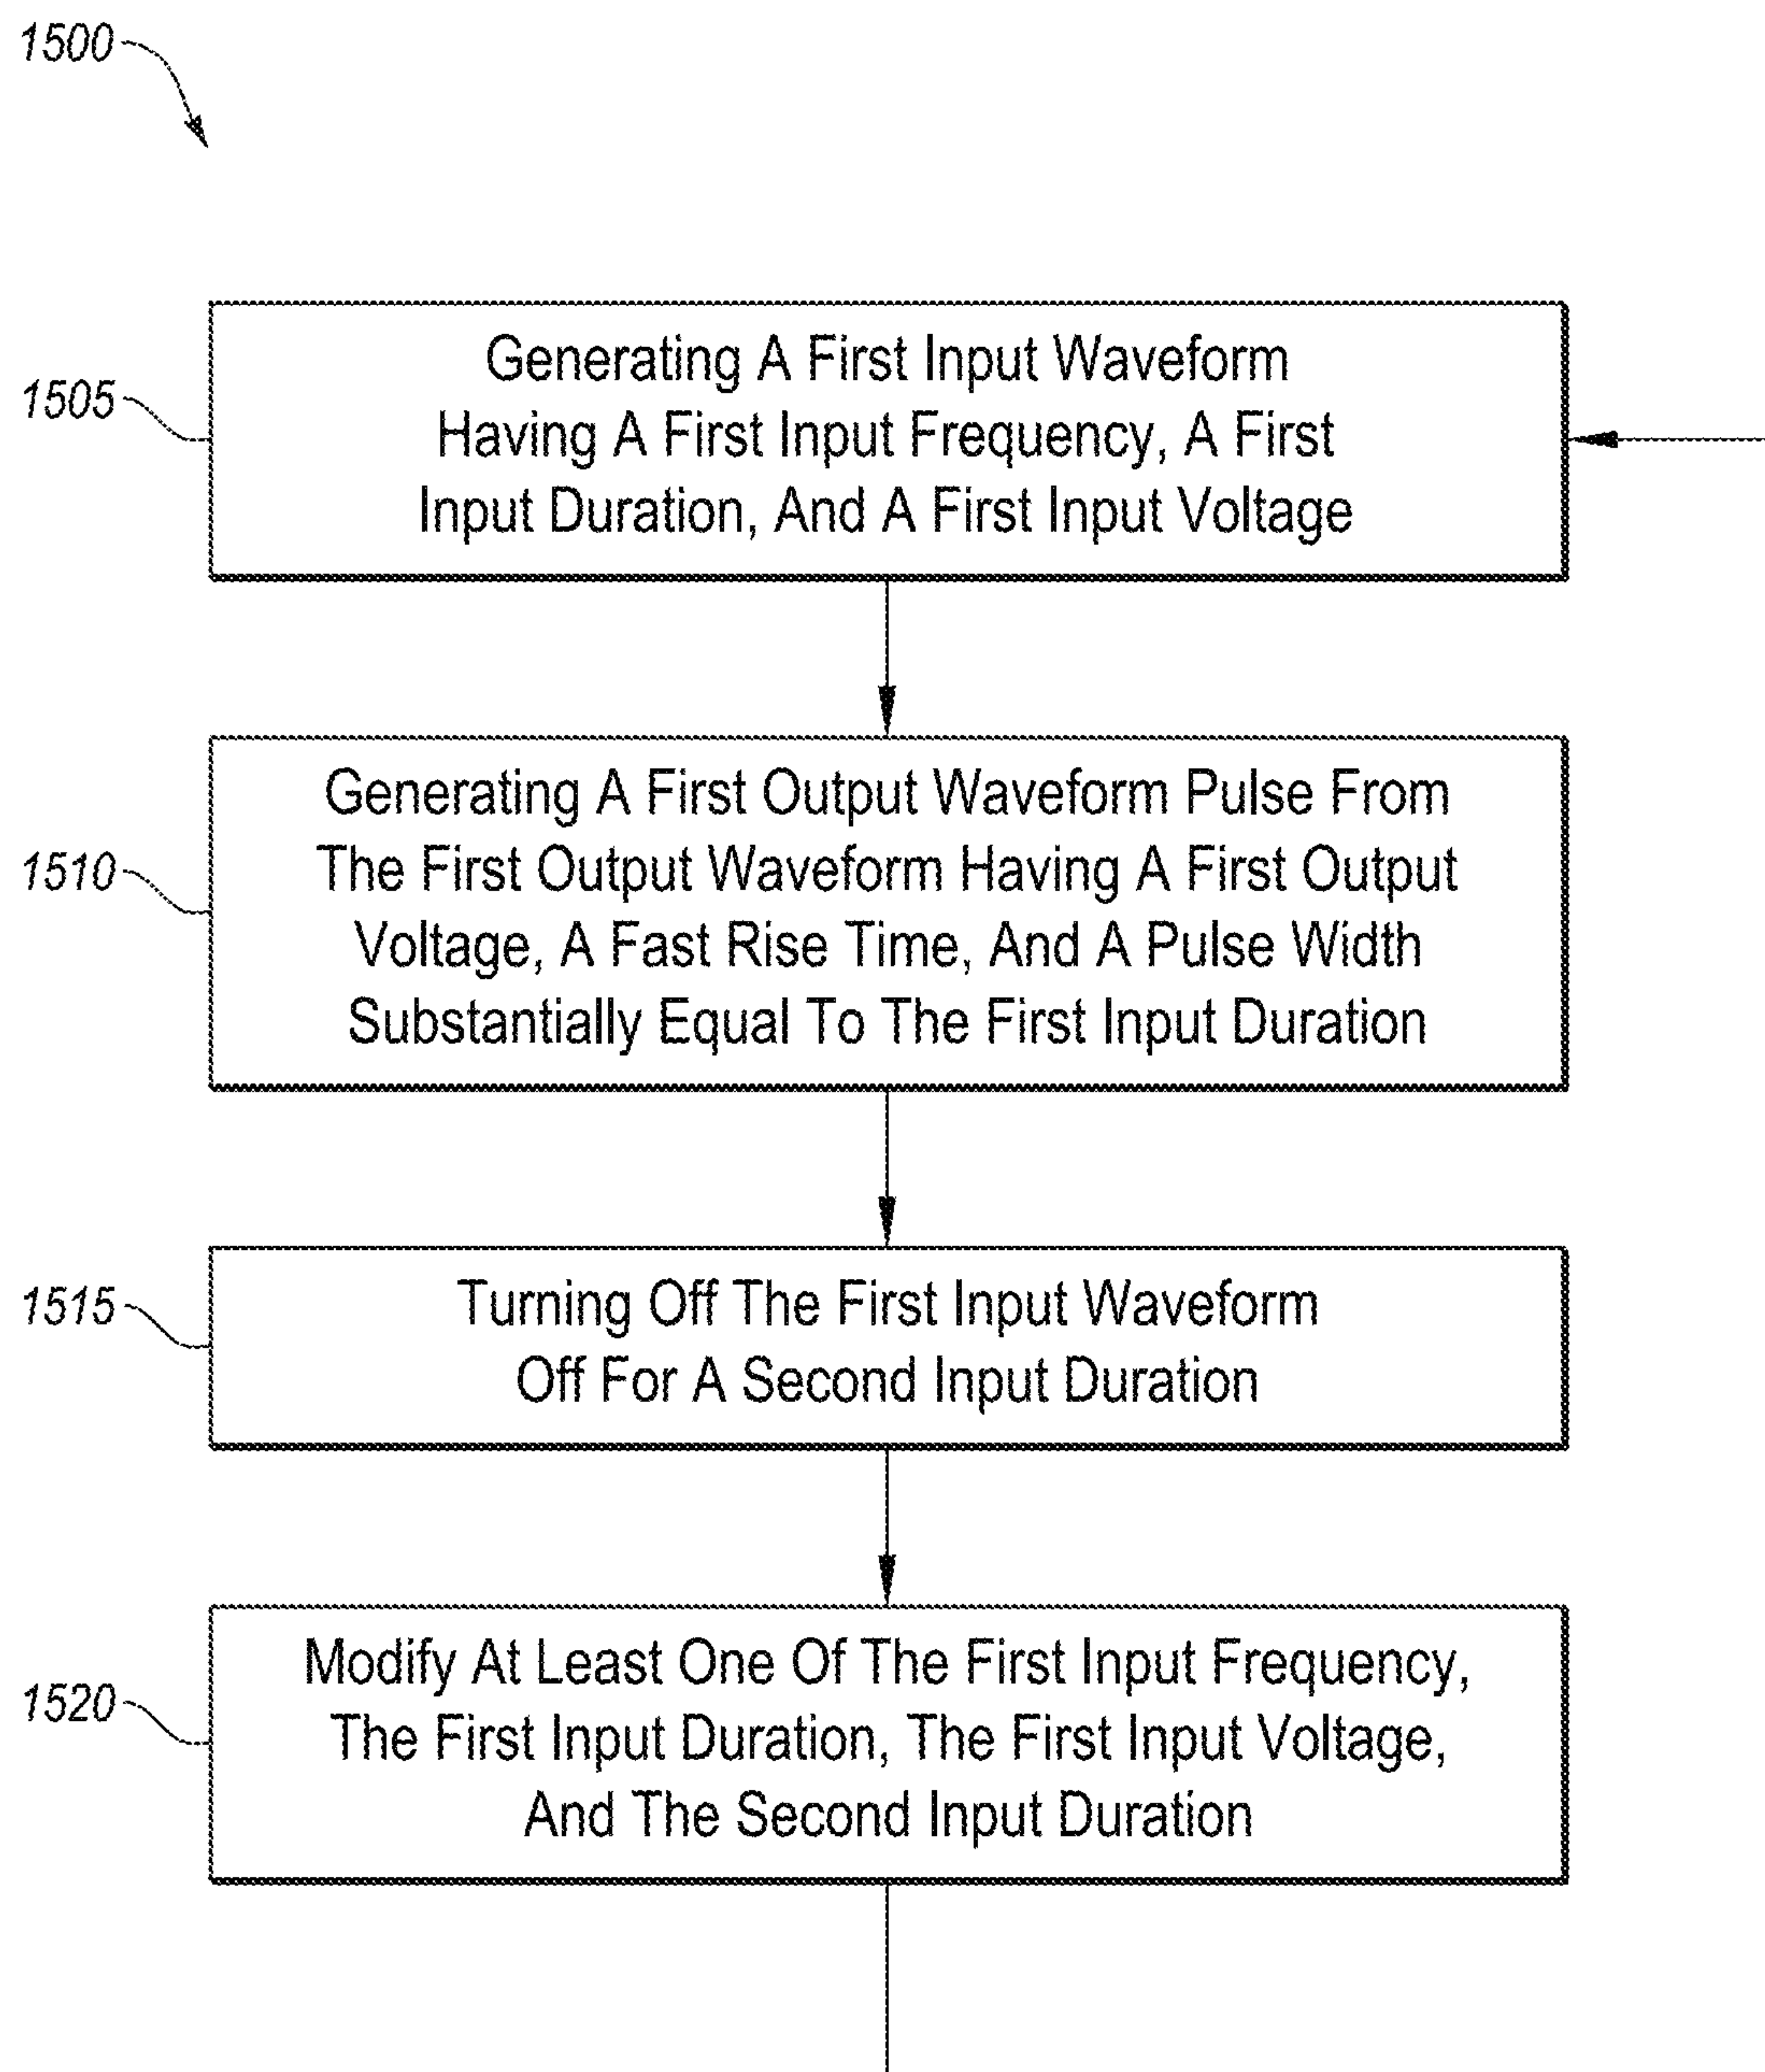 1500
1505
Generating A First Input Waveform
Having A First Input Frequency, A First
Input Duration, And A First Input Voltage
1510
Generating A First Output Waveform Pulse From
The First Output Waveform Having A First Output
Voltage, A Fast Rise Time, And A Pulse Width
Substantially Equal To The First Input Duration
1515
Turning Off The First Input Waveform
Off For A Second Input Duration
1520
Modify At Least One Of The First Input Frequency,
The First Input Duration, The First Input Voltage,
And The Second Input Duration